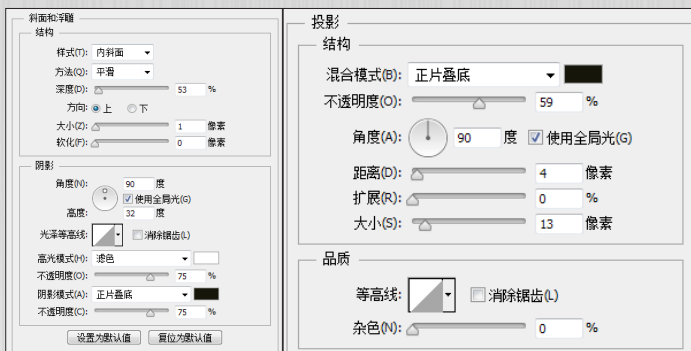 斜面和浮雕
结构
样式(T): 内斜面
方法(Q): 平滑
深度(D): 53 %
方向: 上 下
大小(Z): 1 像素
软化(F): 0 像素
阴影
角度(N): 90 度
使用全局光(G)
高度: 32 度
光泽等高线: 消除锯齿(L)
高光模式(H): 滤色
不透明度(O): 75 %
阴影模式(A): 正片叠底
不透明度(C): 75 %
设置为默认值 复位为默认值
投影
结构
混合模式(B): 正片叠底
不透明度(O): 59 %
角度(A): 90 度 使用全局光(G)
距离(D): 4 像素
扩展(R): 0 %
大小(S): 13 像素
品质
等高线: 消除锯齿(L)
杂色(N): 0 %